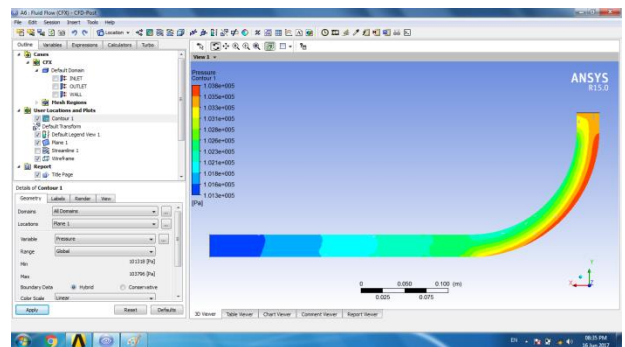 A6 : Fluid Flow (CFX) - CFD-Post
File Edit Session Insert Tools Help
Location
Outline Variables Expressions Calculators Turbo
Cases
CFX
Default Domain
INLET
OUTLET
WALL
Mesh Regions
User Locations and Plots
Contour 1
Default Transform
Default Legend View 1
Plane 1
Streamline 1
Wireframe
Report
Title Page
Details of Contour 1
Geometry Labels Render View
Domains All Domains
Locations Plane 1
Variable Pressure
Range Global
Min 101318 [Pa]
Max 103796 [Pa]
Boundary Data Hybrid Conservative
Color Scale Linear
Apply Reset Defaults
View 1
Pressure
Contour 1
1.038e+005
1.035e+005
1.033e+005
1.031e+005
1.028e+005
1.026e+005
1.023e+005
1.021e+005
1.018e+005
1.016e+005
1.013e+005
[Pa]
ANSYS
R15.0
0 0.050 0.100 (m)
0.025 0.075
Y
X Z
3D Viewer Table Viewer Chart Viewer Comment Viewer Report Viewer
EN 08:35 PM
16 Jun 2017